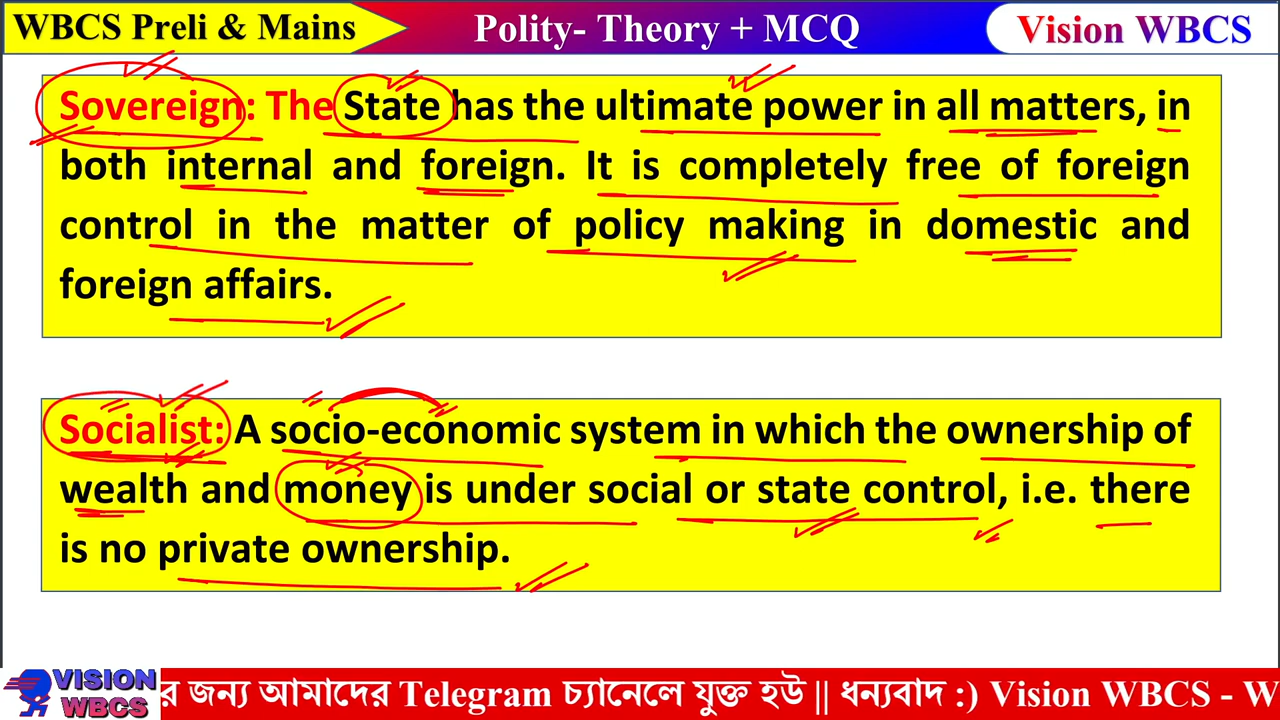 WBCS Preli & Mains
Polity- Theory + MCQ
Vision WBCS
Sovereign: The State has the ultimate power in all matters, in
both internal and foreign. It is completely free of foreign
control in the matter of policy making in domestic and
foreign affairs.
Socialist: A socio-economic system in which the ownership of
wealth and money is under social or state control, i.e. there
is no private ownership.
VISION
WBCS
র জন্য আমাদের Telegram চ্যানেলে যুক্ত হউ || ধন্যবাদ :) Vision WBCS - W